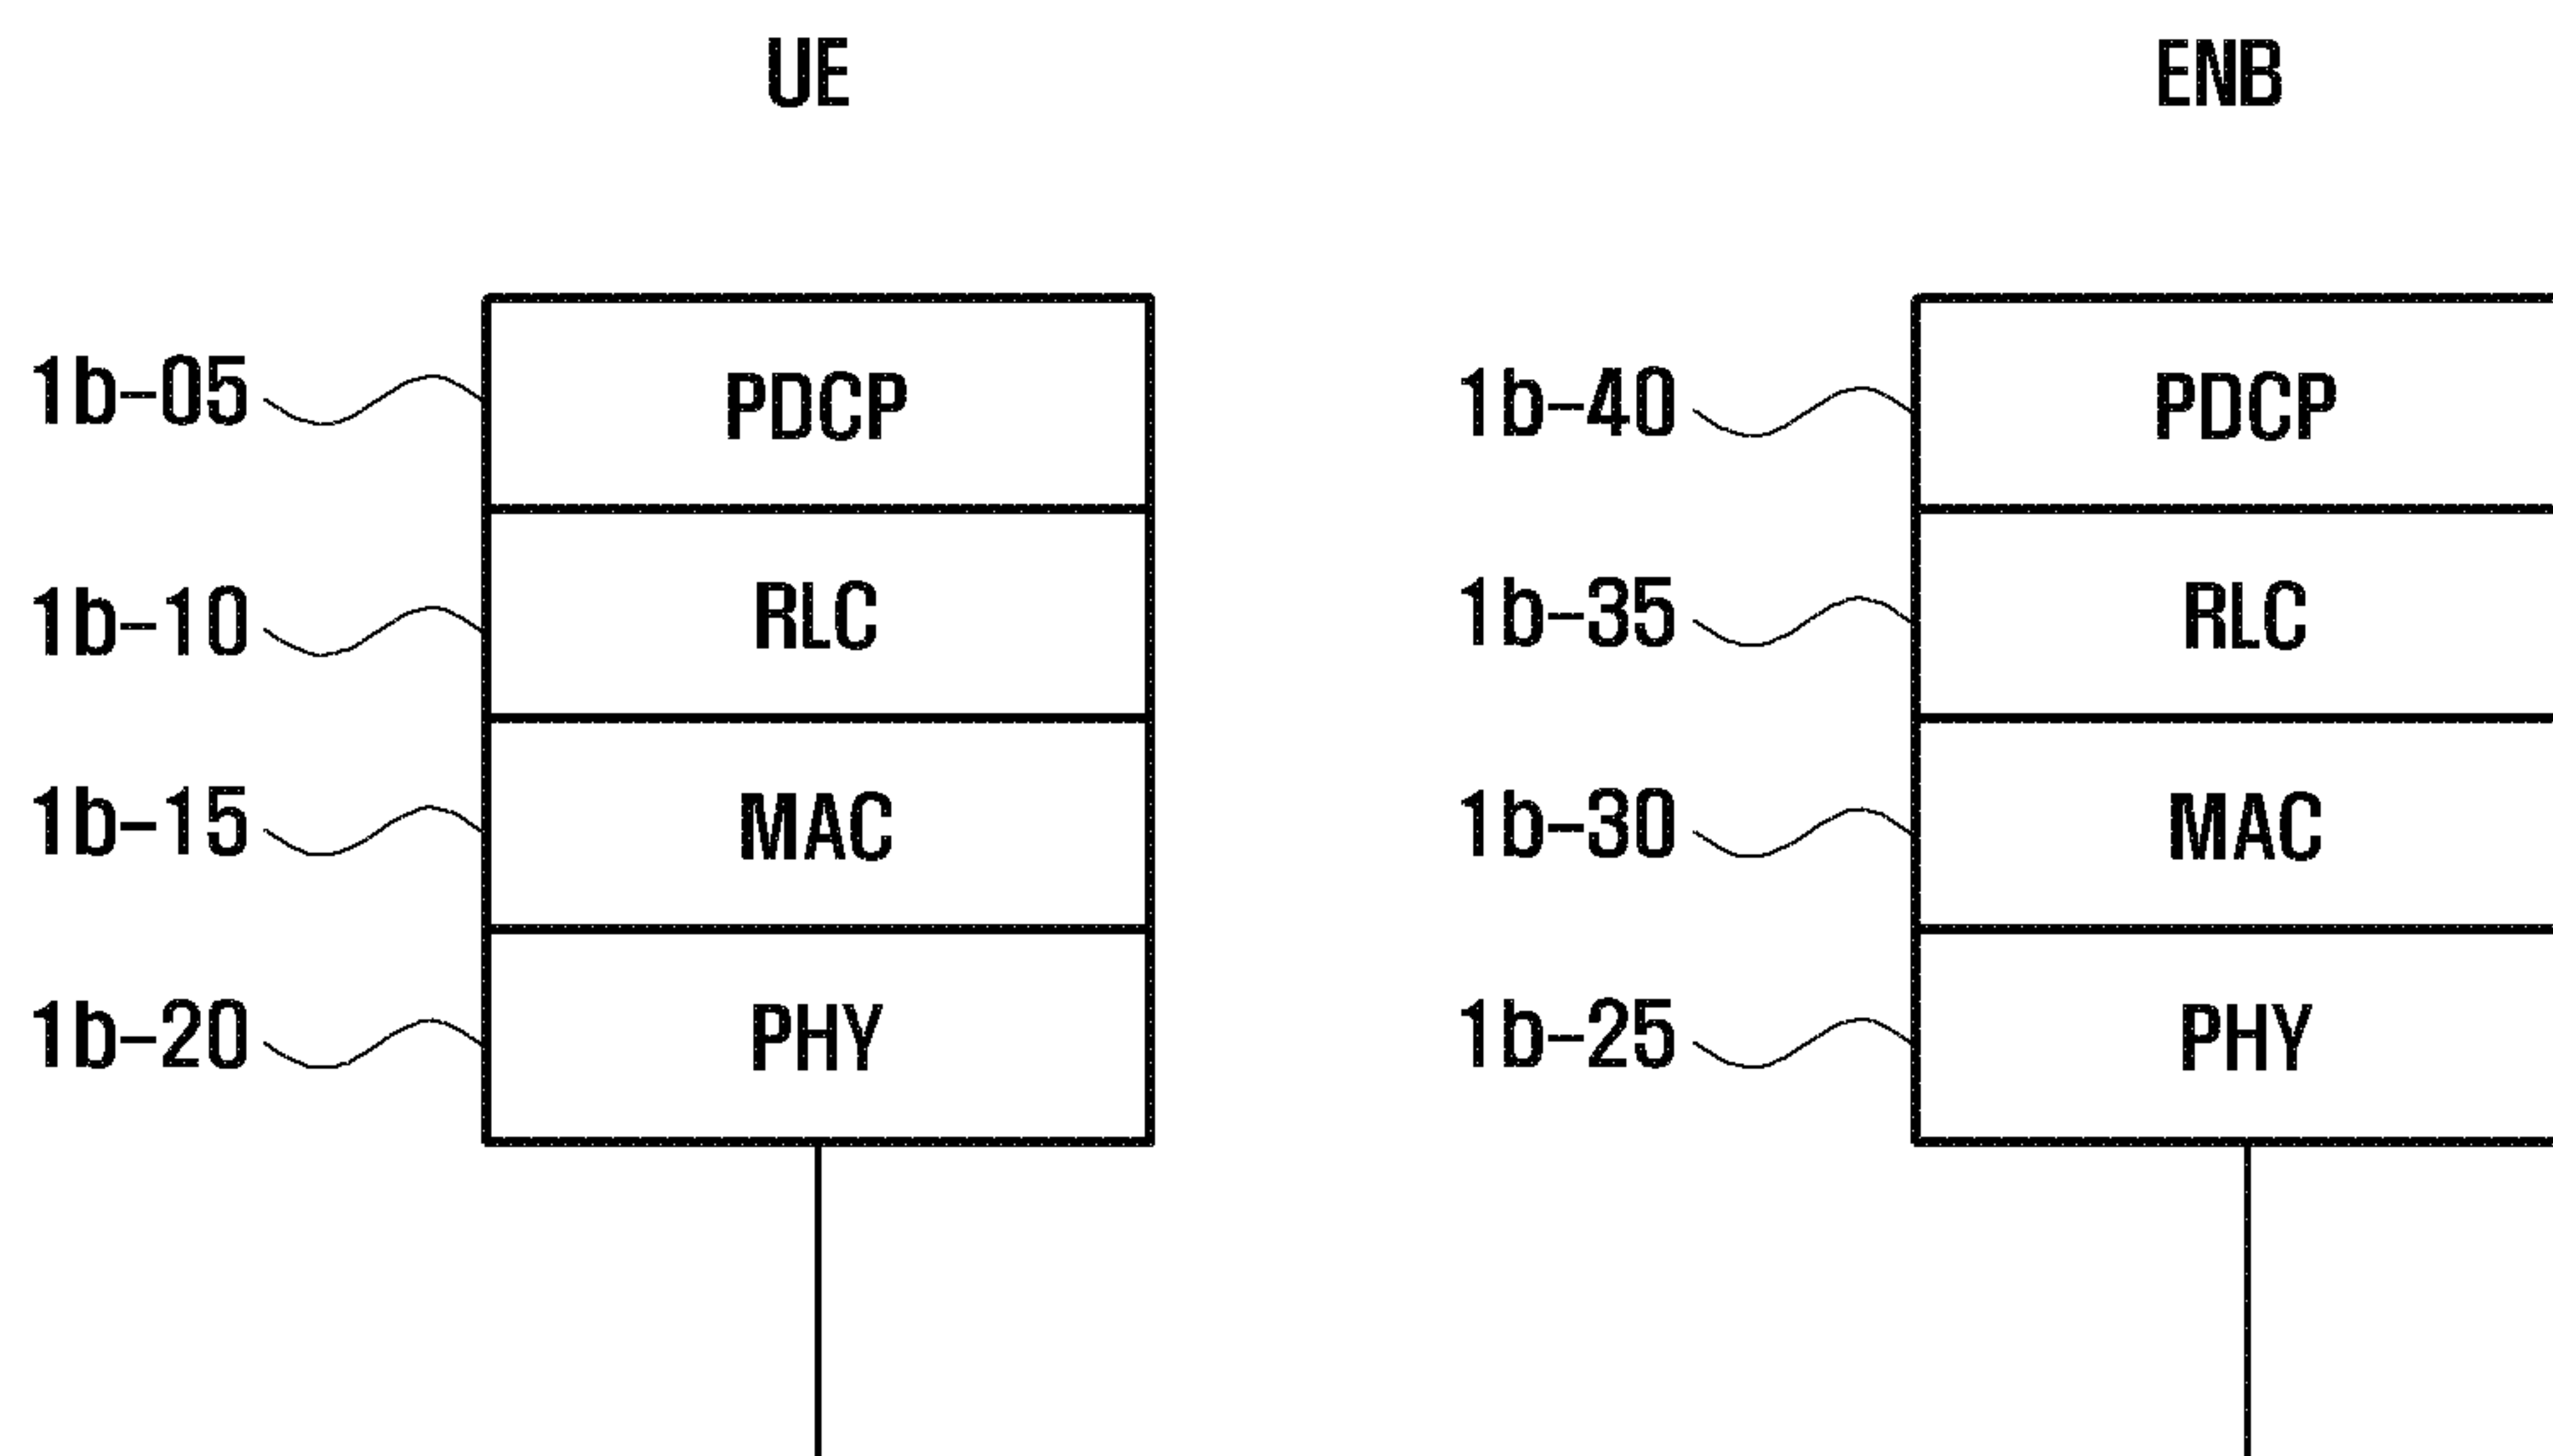 UE ENB
1b-05 PDCP 1b-40 PDCP
1b-10 RLC 1b-35 RLC
1b-15 MAC 1b-30 MAC
1b-20 PHY 1b-25 PHY